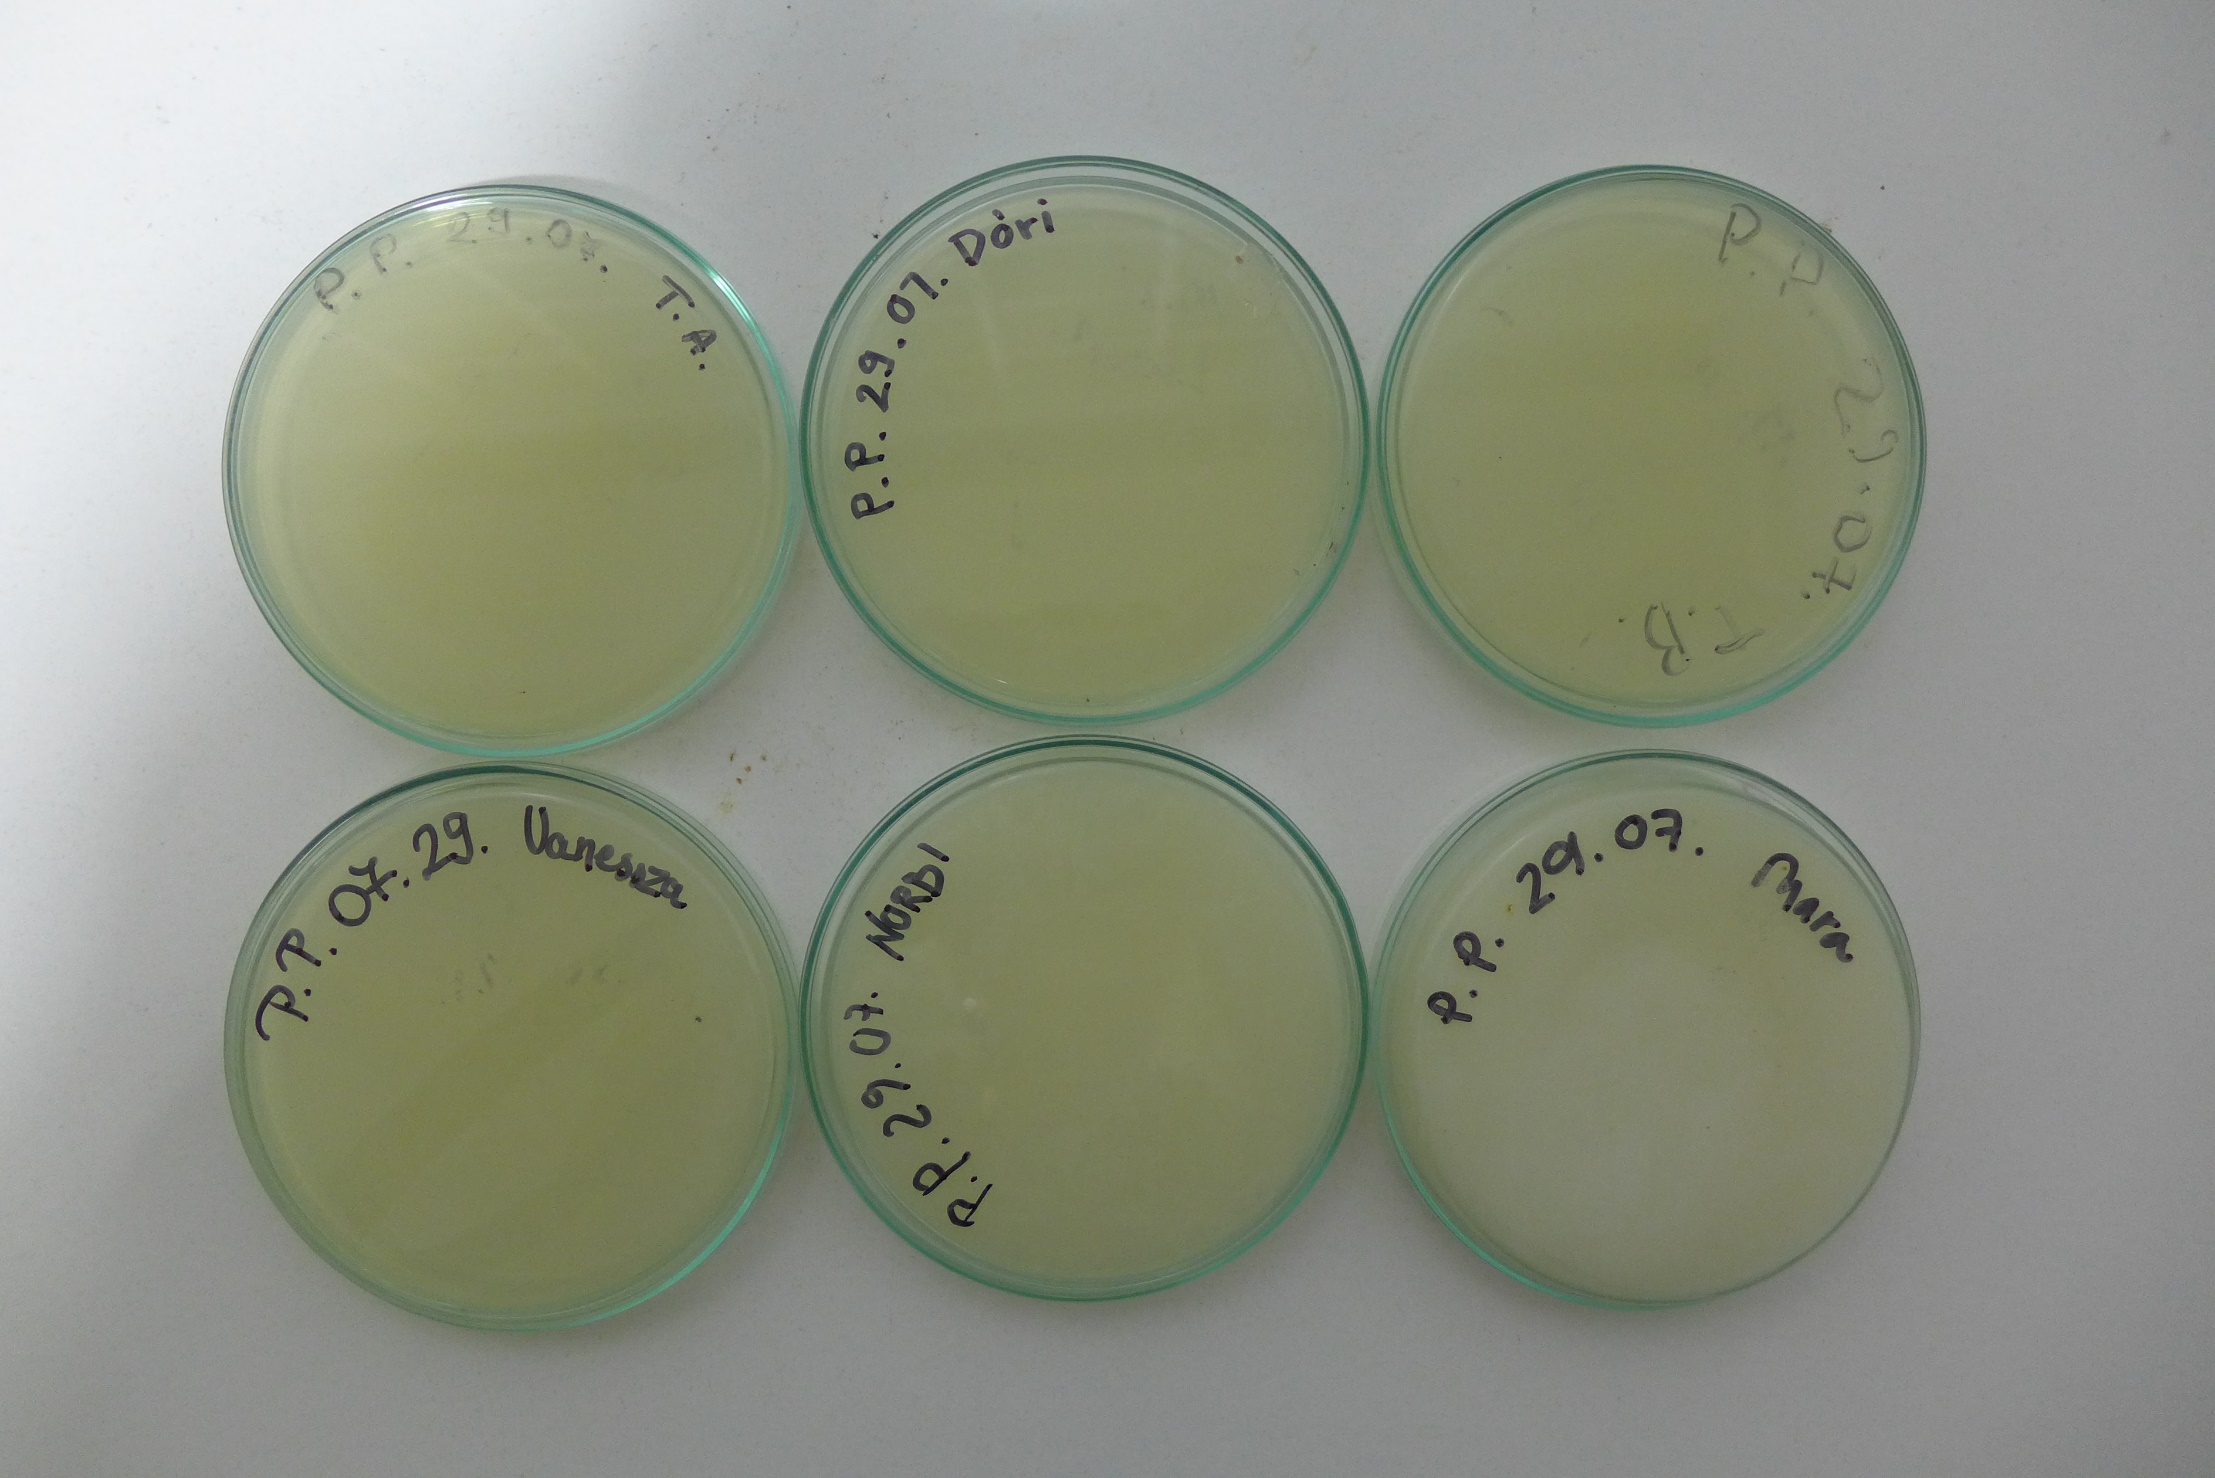 P.P. 29.07. T.A.
P.P. 29.07. Dóri
P.P. 29.07. T.B.
P.P. 07.29. Vanessza
P.P. 29.07. NORBI
P.P. 29.07. Mara